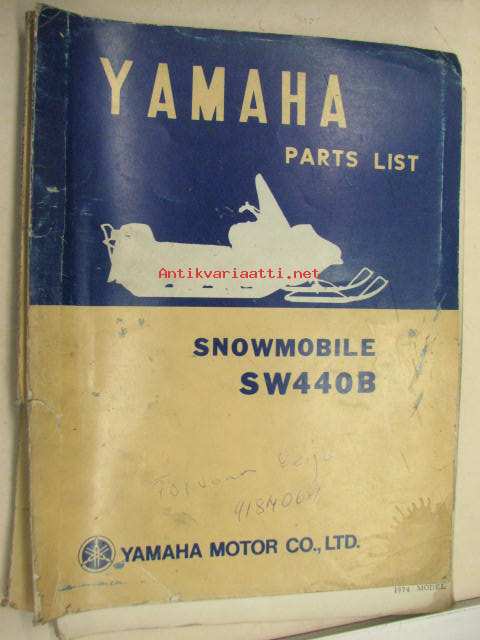 YAMAHA
PARTS LIST
Antikvariaatti.net
SNOWMOBILE
SW440B
YAMAHA MOTOR CO., LTD.
1974 MODEL